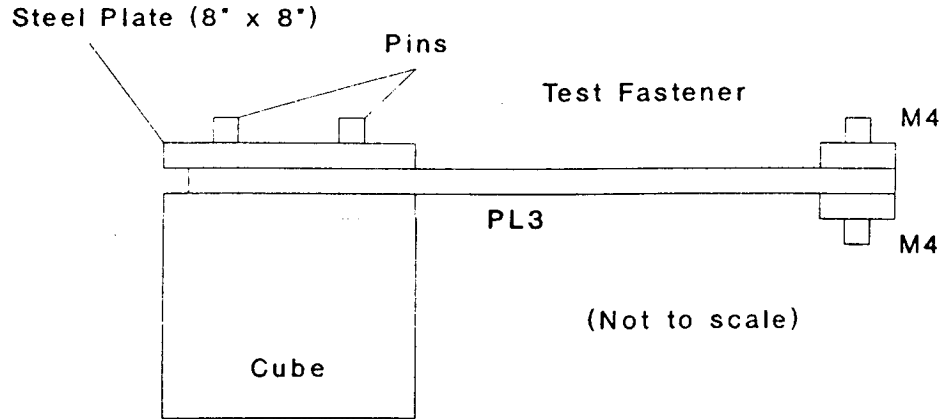 Steel Plate (8" x 8")
Pins
Test Fastener
M4
PL3
M4
(Not to scale)
Cube